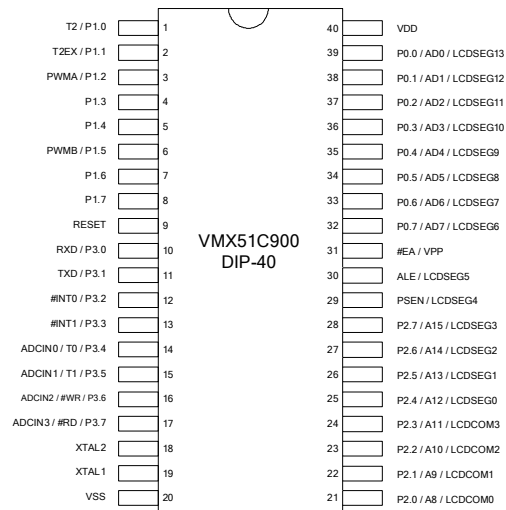 T2 / P1.0 1 40 VDD
T2EX / P1.1 2 39 P0.0 / AD0 / LCDSEG13
PWMA / P1.2 3 38 P0.1 / AD1 / LCDSEG12
P1.3 4 37 P0.2 / AD2 / LCDSEG11
P1.4 5 36 P0.3 / AD3 / LCDSEG10
PWMB / P1.5 6 35 P0.4 / AD4 / LCDSEG9
P1.6 7 34 P0.5 / AD5 / LCDSEG8
P1.7 8 33 P0.6 / AD6 / LCDSEG7
RESET 9 32 P0.7 / AD7 / LCDSEG6
VMX51C900
RXD / P3.0 10 31 #EA / VPP
DIP-40
TXD / P3.1 11 30 ALE / LCDSEG5
#INT0 / P3.2 12 29 PSEN / LCDSEG4
#INT1 / P3.3 13 28 P2.7 / A15 / LCDSEG3
ADCIN0 / T0 / P3.4 14 27 P2.6 / A14 / LCDSEG2
ADCIN1 / T1 / P3.5 15 26 P2.5 / A13 / LCDSEG1
ADCIN2 / #WR / P3.6 16 25 P2.4 / A12 / LCDSEG0
ADCIN3 / #RD / P3.7 17 24 P2.3 / A11 / LCDCOM3
XTAL2 18 23 P2.2 / A10 / LCDCOM2
XTAL1 19 22 P2.1 / A9 / LCDCOM1
VSS 20 21 P2.0 / A8 / LCDCOM0